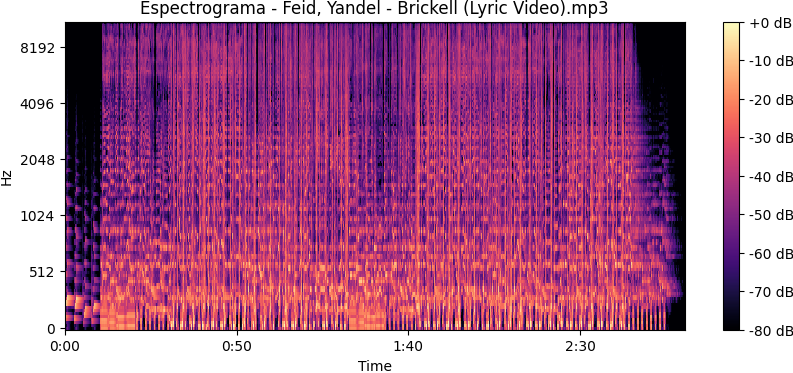 Espectrograma - Feid, Yandel - Brickell (Lyric Video).mp3
Hz
8192
4096
2048
1024
512
0
0:00
0:50
1:40
2:30
Time
+0 dB
-10 dB
-20 dB
-30 dB
-40 dB
-50 dB
-60 dB
-70 dB
-80 dB